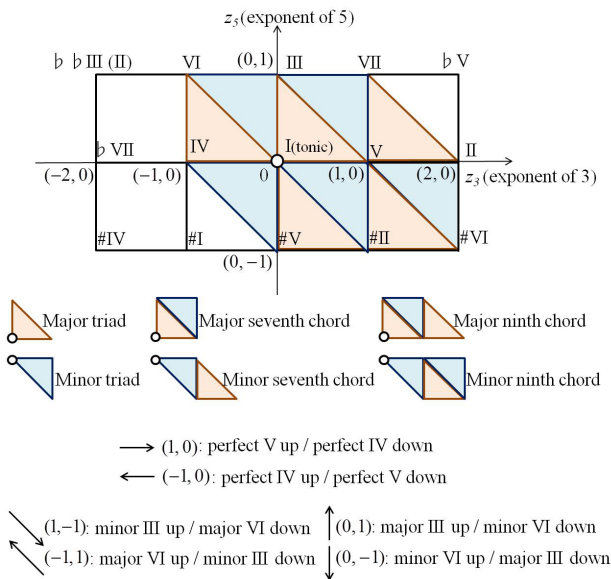 z5 (exponent of 5)
♭ ♭ III (II) VI (0, 1) III VII ♭ V
♭ VII IV I(tonic) V II
(−2, 0) (−1, 0) 0 (1, 0) (2, 0) z3 (exponent of 3)
#IV #I #V #II #VI
(0, −1)
Major triad Major seventh chord Major ninth chord
Minor triad Minor seventh chord Minor ninth chord
(1, 0): perfect V up / perfect IV down
(−1, 0): perfect IV up / perfect V down
(1,−1): minor III up / major VI down (0, 1): major III up / minor VI down
(−1, 1): major VI up / minor III down (0, −1): minor VI up / major III down